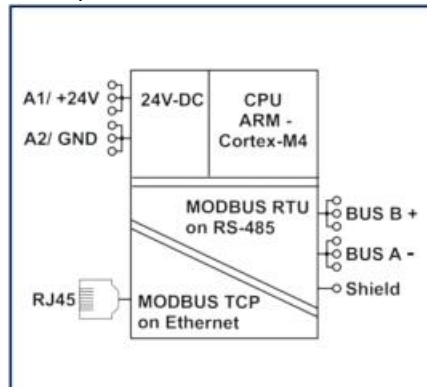 A1/ +24V
24V-DC
CPU
ARM -
Cortex-M4
A2/ GND
MODBUS RTU
on RS-485
BUS B +
BUS A -
Shield
RJ45
MODBUS TCP
on Ethernet